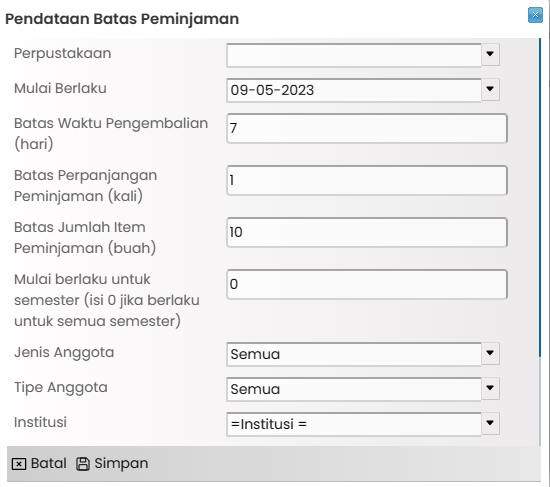 Pendataan Batas Peminjaman
Perpustakaan
Mulai Berlaku 09-05-2023
Batas Waktu Pengembalian
(hari) 7
Batas Perpanjangan
Peminjaman (kali) 1
Batas Jumlah Item
Peminjaman (buah) 10
Mulai berlaku untuk
semester (isi 0 jika berlaku
untuk semua semester) 0
Jenis Anggota Semua
Tipe Anggota Semua
Institusi =Institusi =
Batal Simpan